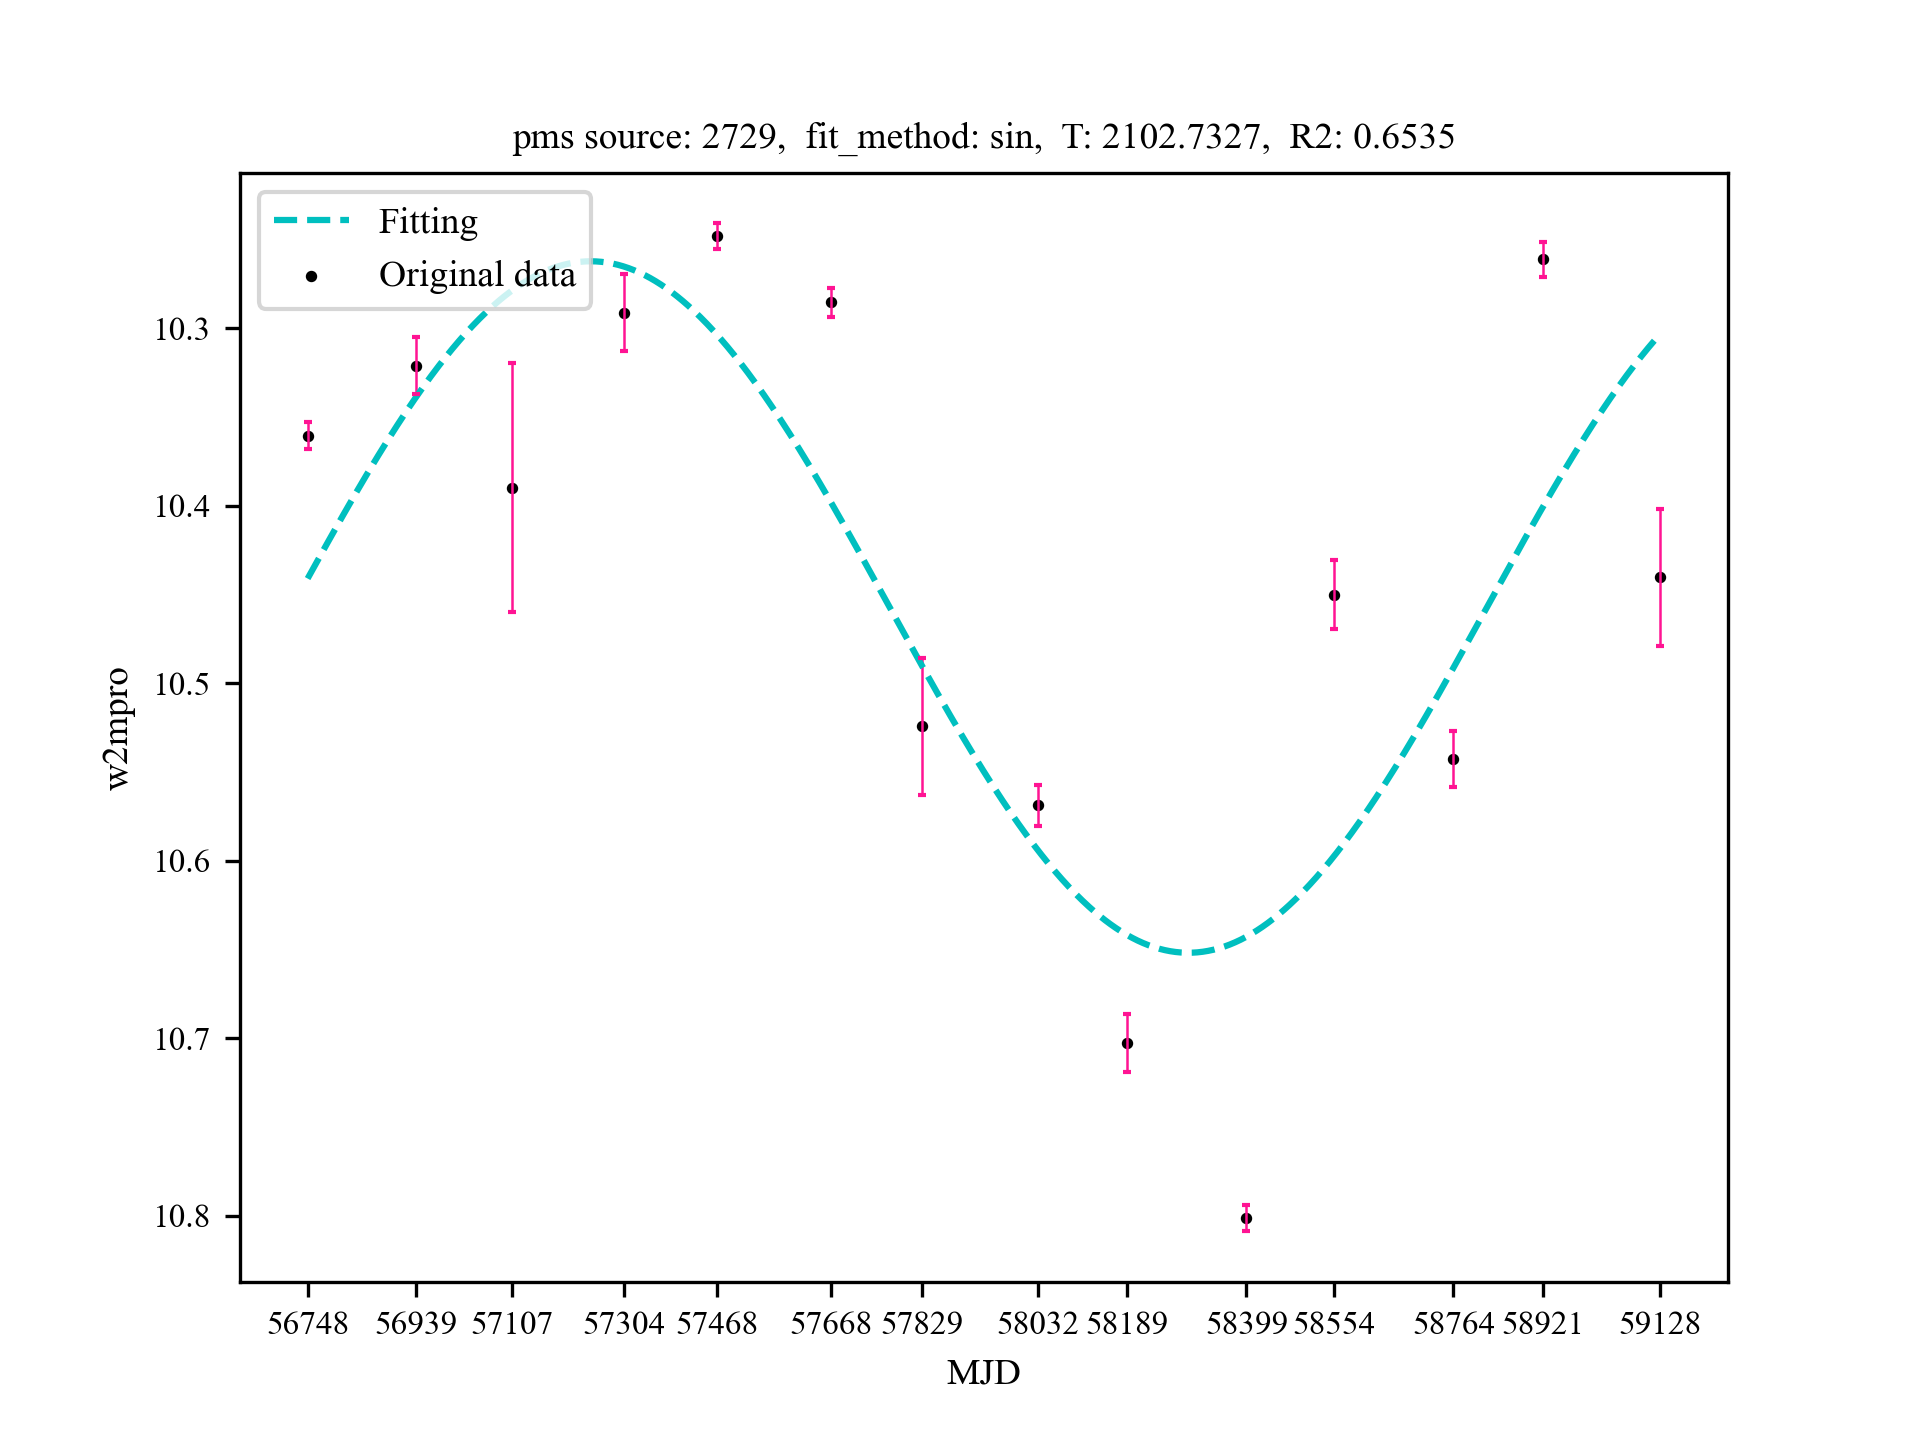 pms source: 2729, fit_method: sin, T: 2102.7327, R2: 0.6535
Fitting
Original data
10.3
10.4
10.5
10.6
10.7
10.8
w2mpro
56748 56939 57107 57304 57468 57668 57829 58032 58189 58399 58554 58764 58921 59128
MJD